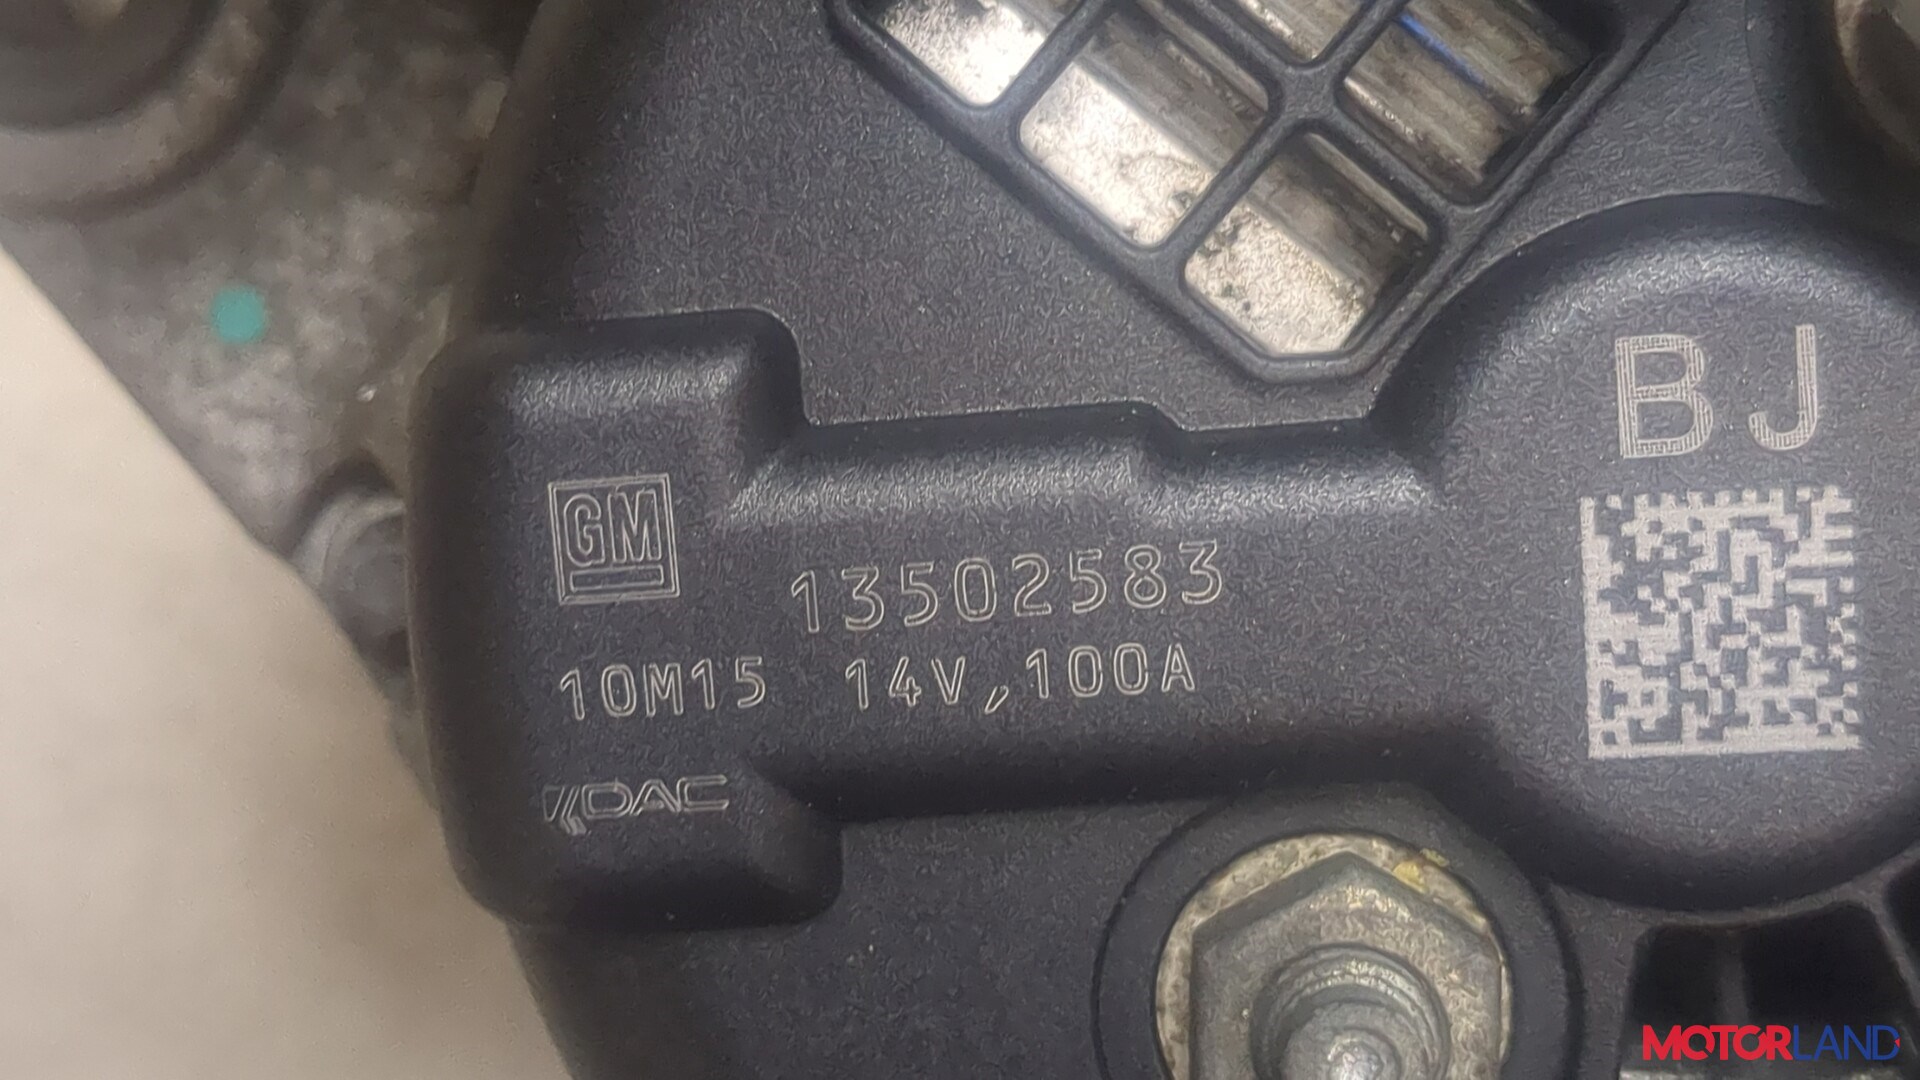 BJ
GM
13502583
10M15 14V,100A
DAC
MOTORLAND